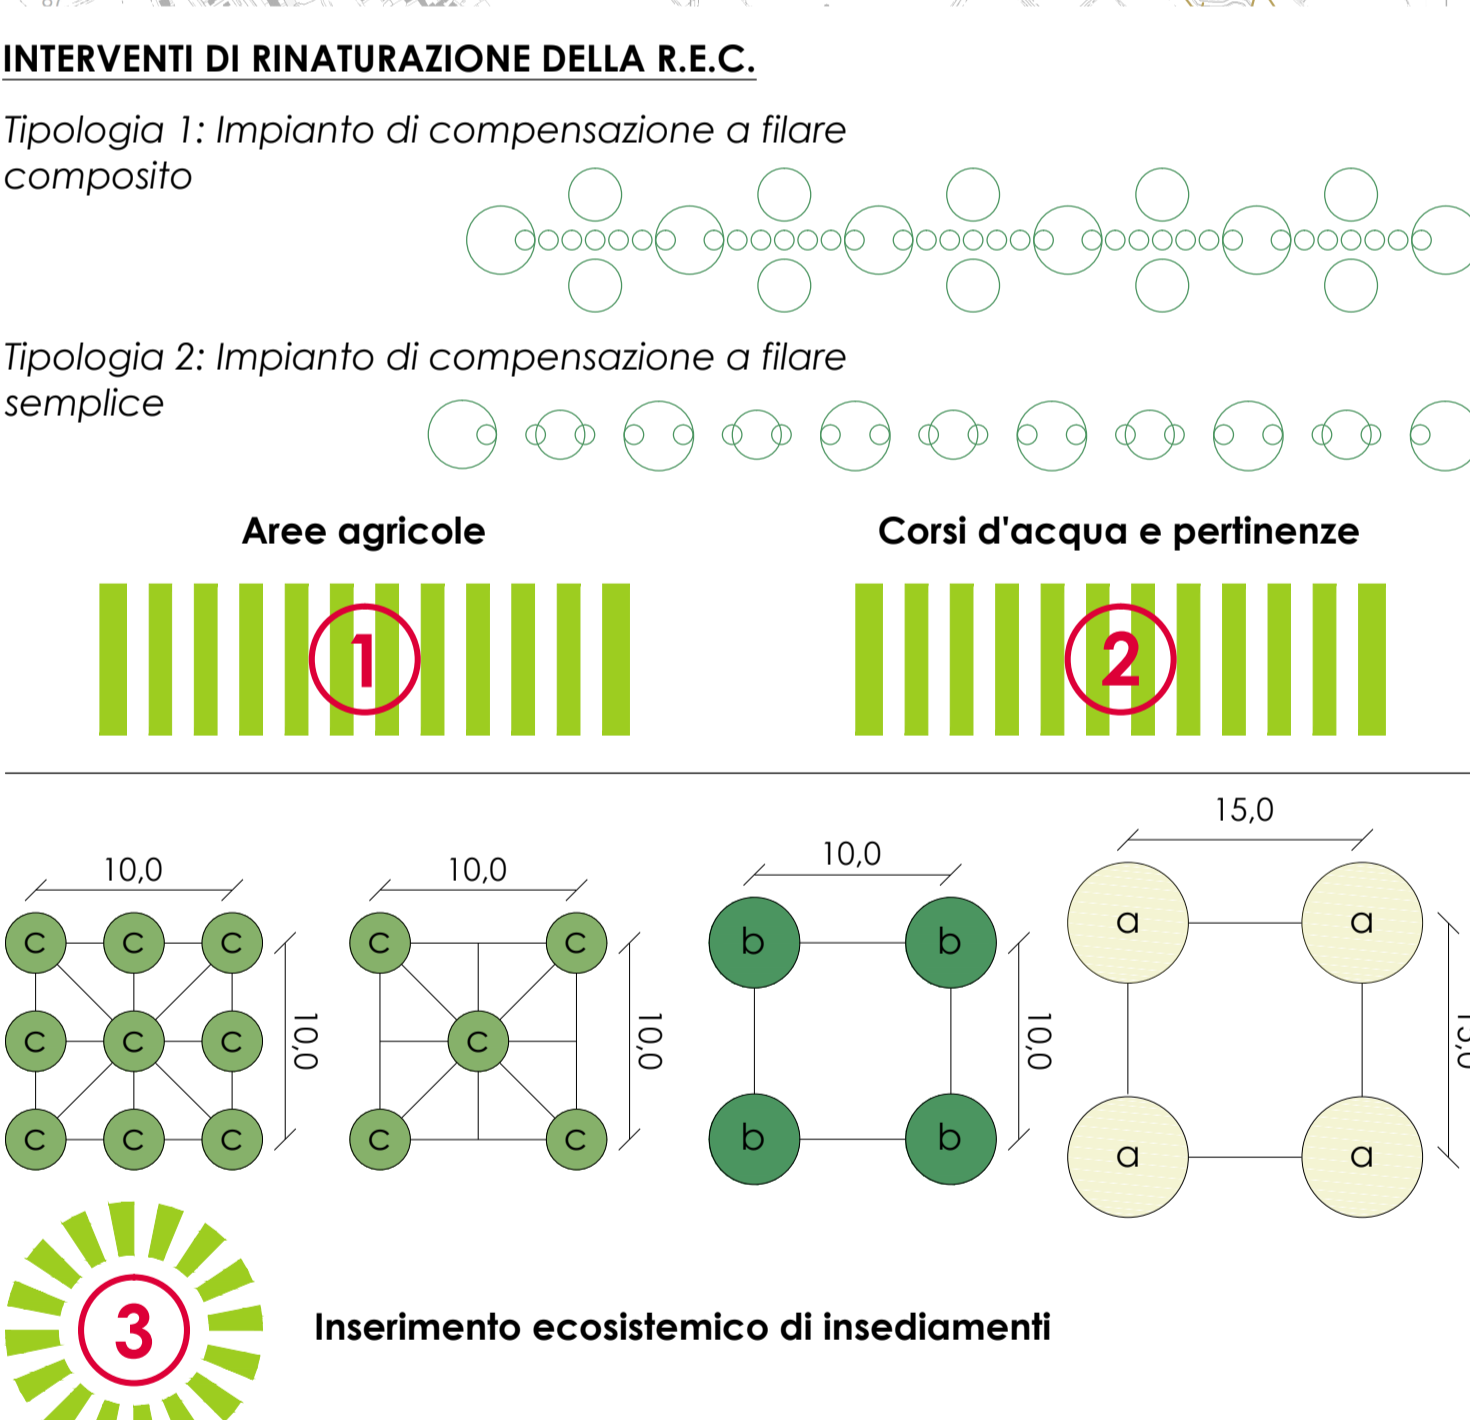 INTERVENTI DI RINATURAZIONE DELLA R.E.C.
Tipologia 1: Impianto di compensazione a filare
composito
Tipologia 2: Impianto di compensazione a filare
semplice
Aree agricole
Corsi d'acqua e pertinenze
1
2
15,0
10,0
10,0
10,0
c c c
c c
b b
a a
10,0
10,0
10,0
c c c
c
c c c
c c
b b
a a
3
Inserimento ecosistemico di insediamenti